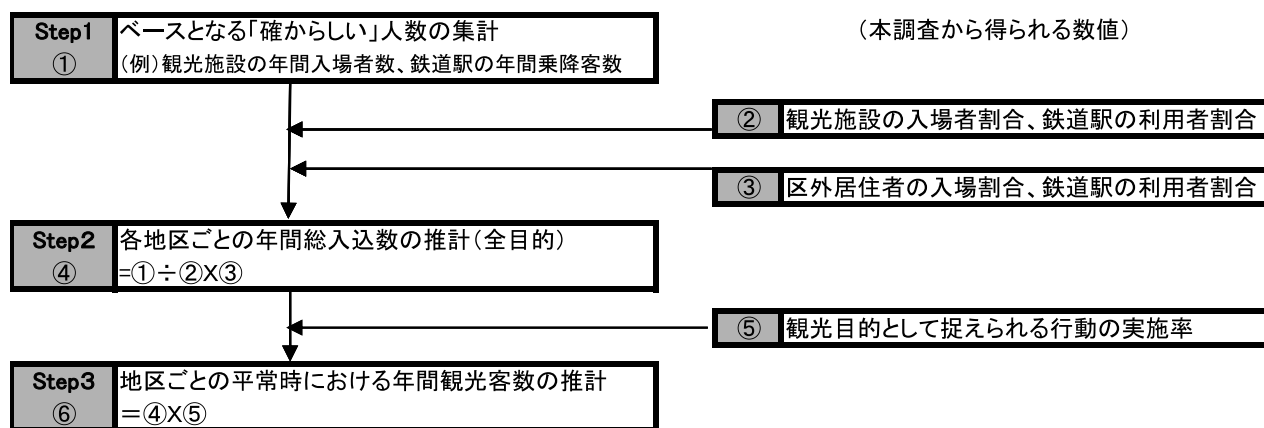 Step1 ベースとなる「確からしい」人数の集計
① (例)観光施設の年間入場者数、鉄道駅の年間乗降客数
(本調査から得られる数値)
② 観光施設の入場者割合、鉄道駅の利用者割合
③ 区外居住者の入場割合、鉄道駅の利用者割合
Step2 各地区ごとの年間総入込数の推計(全目的)
④ =①÷②X③
⑤ 観光目的として捉えられる行動の実施率
Step3 地区ごとの平常時における年間観光客数の推計
⑥ =④X⑤